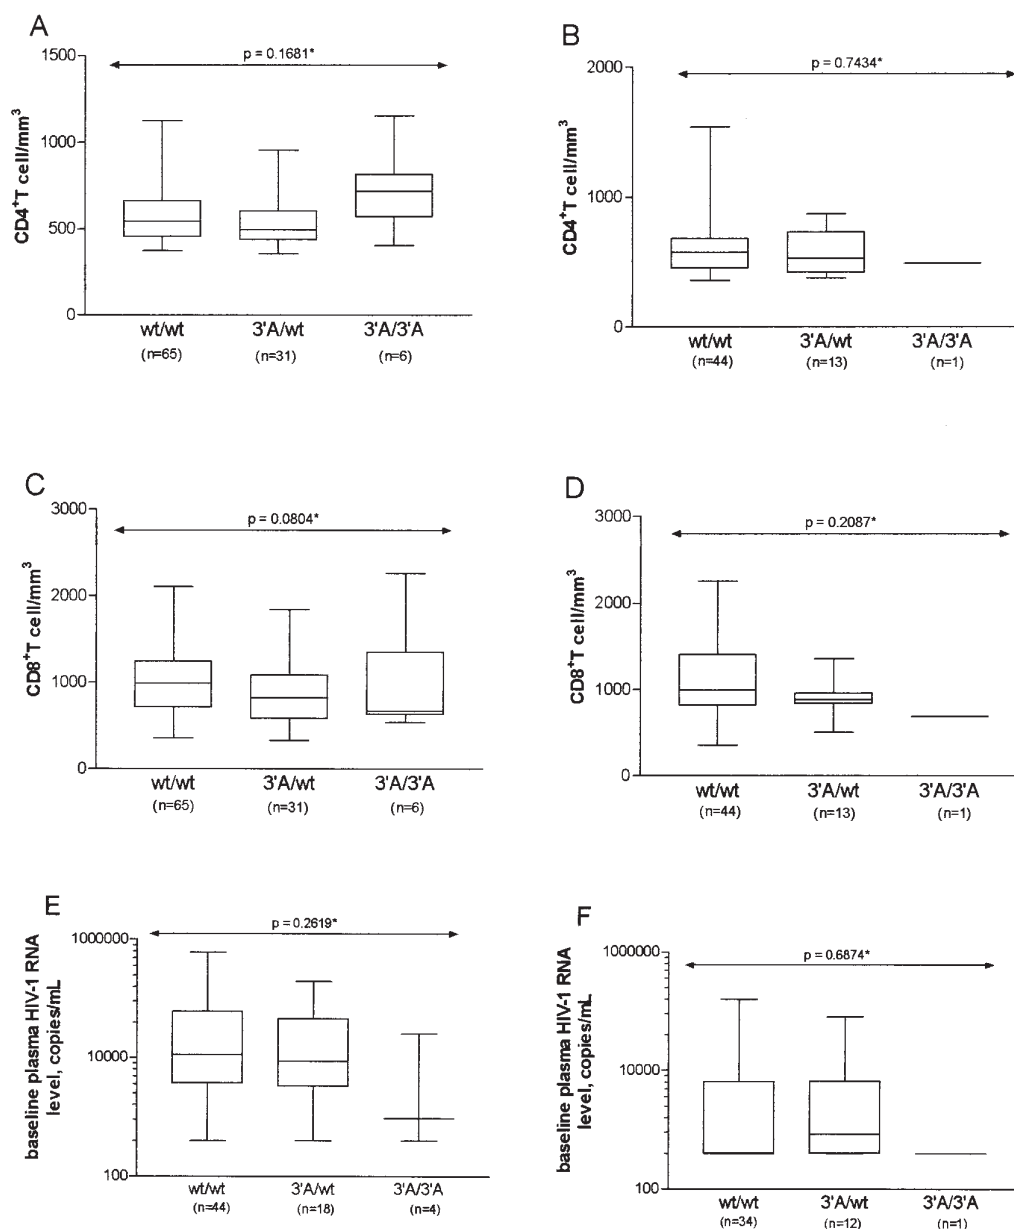 A
p = 0.1681*
1500
1000
500
0
CD4+T cell/mm3
wt/wt
3'A/wt
3'A/3'A
(n=65)
(n=31)
(n=6)
B
p = 0.7434*
2000
1000
0
CD4+T cell/mm3
wt/wt
3'A/wt
3'A/3'A
(n=44)
(n=13)
(n=1)
C
p = 0.0804*
3000
2000
1000
0
CD8+T cell/mm3
wt/wt
3'A/wt
3'A/3'A
(n=65)
(n=31)
(n=6)
D
p = 0.2087*
3000
2000
1000
0
CD8+T cell/mm3
wt/wt
3'A/wt
3'A/3'A
(n=44)
(n=13)
(n=1)
E
p = 0.2619*
1000000
10000
100
baseline plasma HIV-1 RNA
level, copies/mL
wt/wt
3'A/wt
3'A/3'A
(n=44)
(n=18)
(n=4)
F
p = 0.6874*
1000000
10000
100
baseline plasma HIV-1 RNA
level, copies/mL
wt/wt
3'A/wt
3'A/3'A
(n=34)
(n=12)
(n=1)